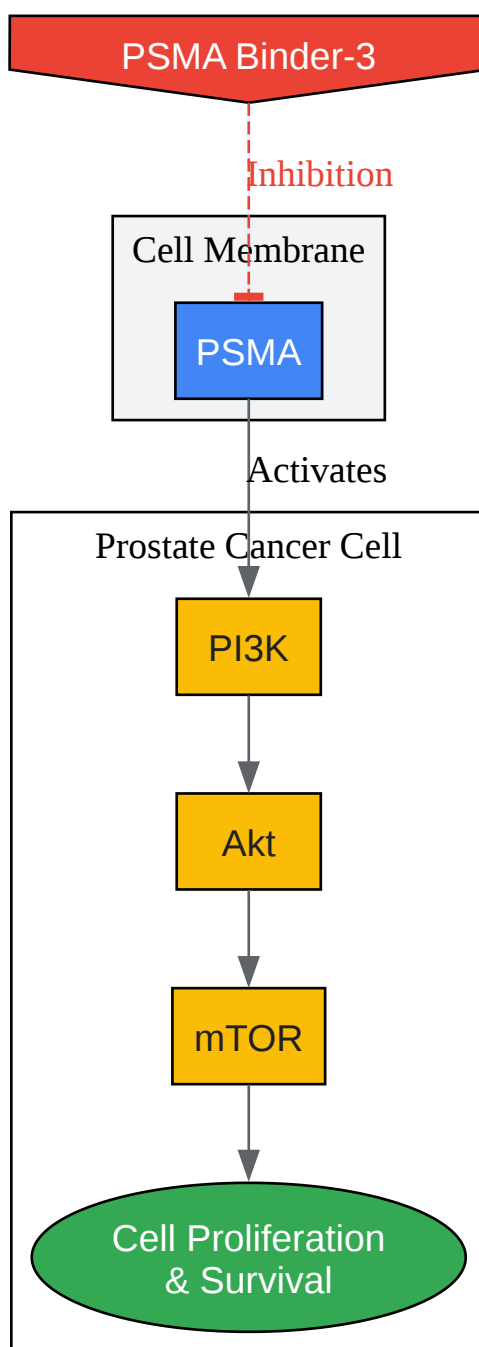 PSMA Binder-3
Inhibition
Cell Membrane
PSMA
Activates
Prostate Cancer Cell
PI3K
Akt
mTOR
Cell Proliferation
& Survival